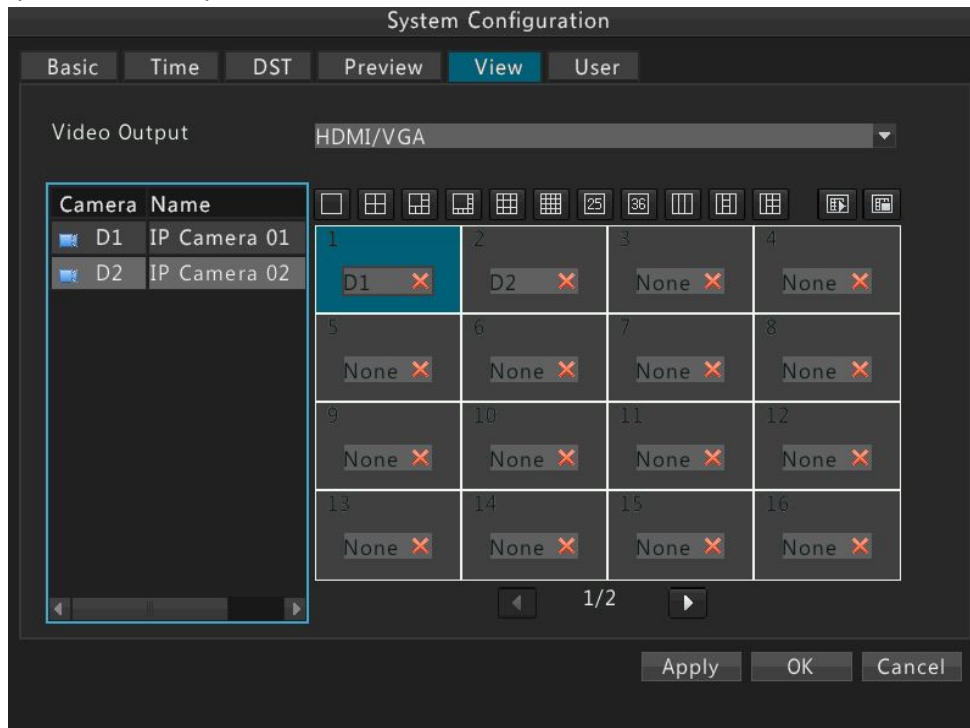 System Configuration
Basic Time DST Preview View User
Video Output HDMI/VGA
Camera Name
25 36
D1 IP Camera 01
D2 IP Camera 02
1 2 3 4
D1 D2 None None
5 6 7 8
None None None None
9 10 11 12
None None None None
13 14 15 16
None None None None
1/2
Apply OK Cancel